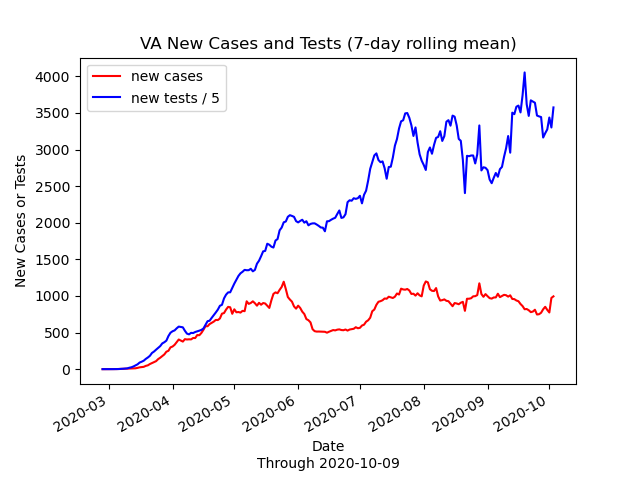 VA New Cases and Tests (7-day rolling mean)
new cases
new tests / 5
4000
3500
3000
2500
2000
1500
1000
500
0
New Cases or Tests
2020-03
2020-04
2020-05
2020-06
2020-07
2020-08
2020-09
2020-10
Date
Through 2020-10-09